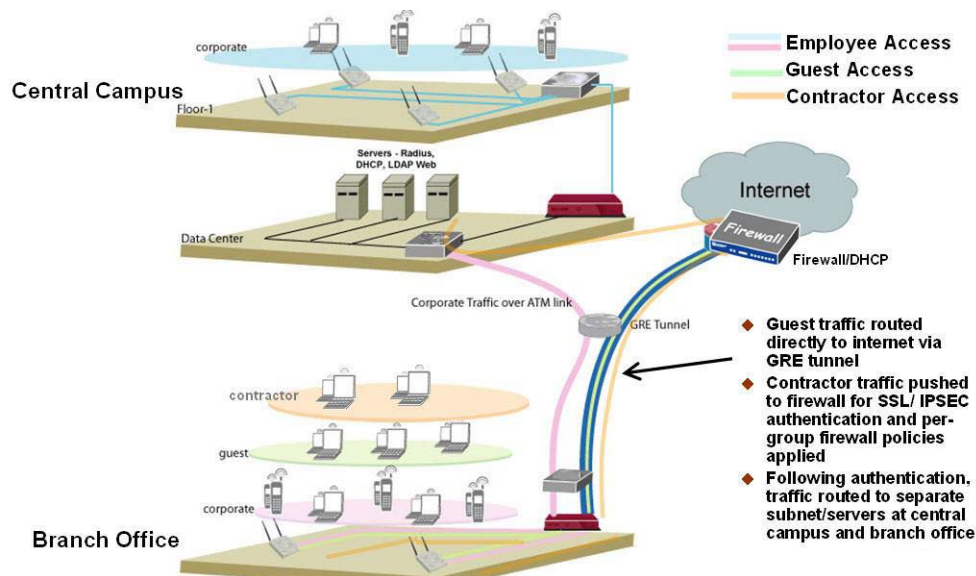 corporate
Central Campus
Floor-1
Employee Access
Guest Access
Contractor Access
Servers - Radius,
DHCP, LDAP Web
Data Center
Internet
Firewall
Firewall/DHCP
Corporate Traffic over ATM link
GRE Tunnel
Guest traffic routed
directly to internet via
GRE tunnel
Contractor traffic pushed
to firewall for SSL/ IPSEC
authentication and per-
group firewall policies
applied
Following authentication,
traffic routed to separate
subnet/servers at central
campus and branch office
contractor
guest
corporate
Branch Office